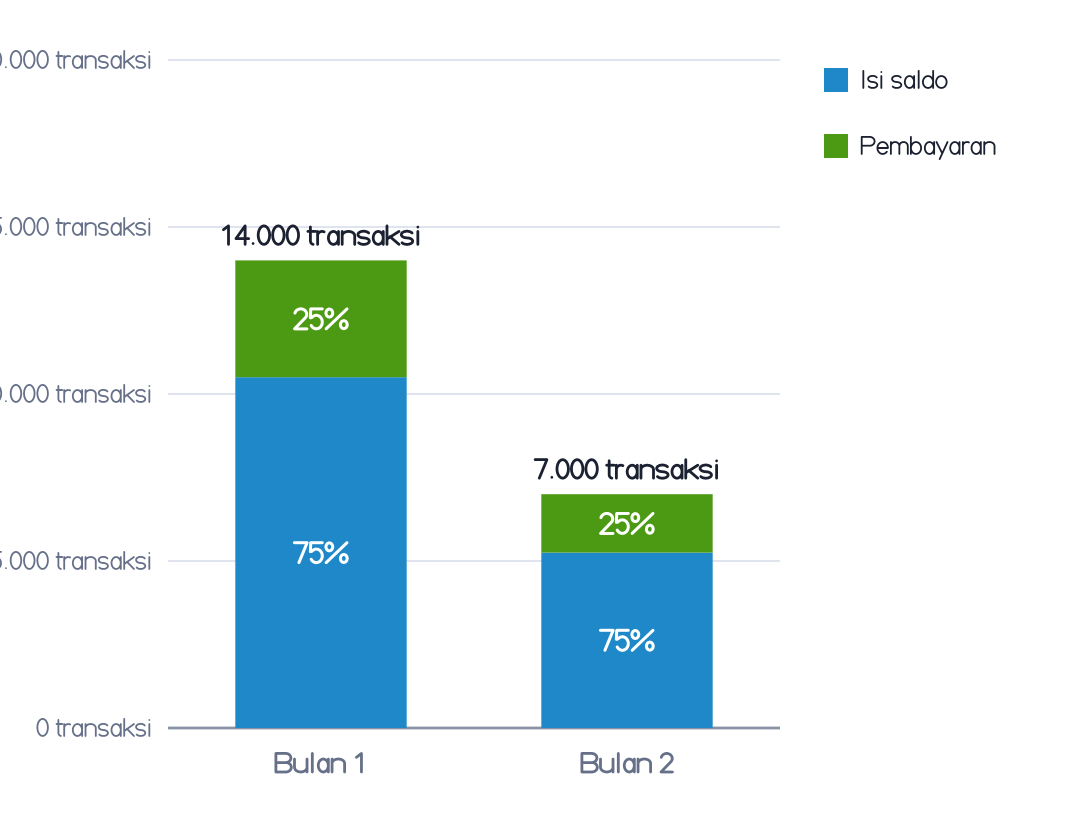 .000 transaksi
.000 transaksi
.000 transaksi
.000 transaksi
0 transaksi
14.000 transaksi
25%
75%
7.000 transaksi
25%
75%
Bulan 1
Bulan 2
Isi saldo
Pembayaran